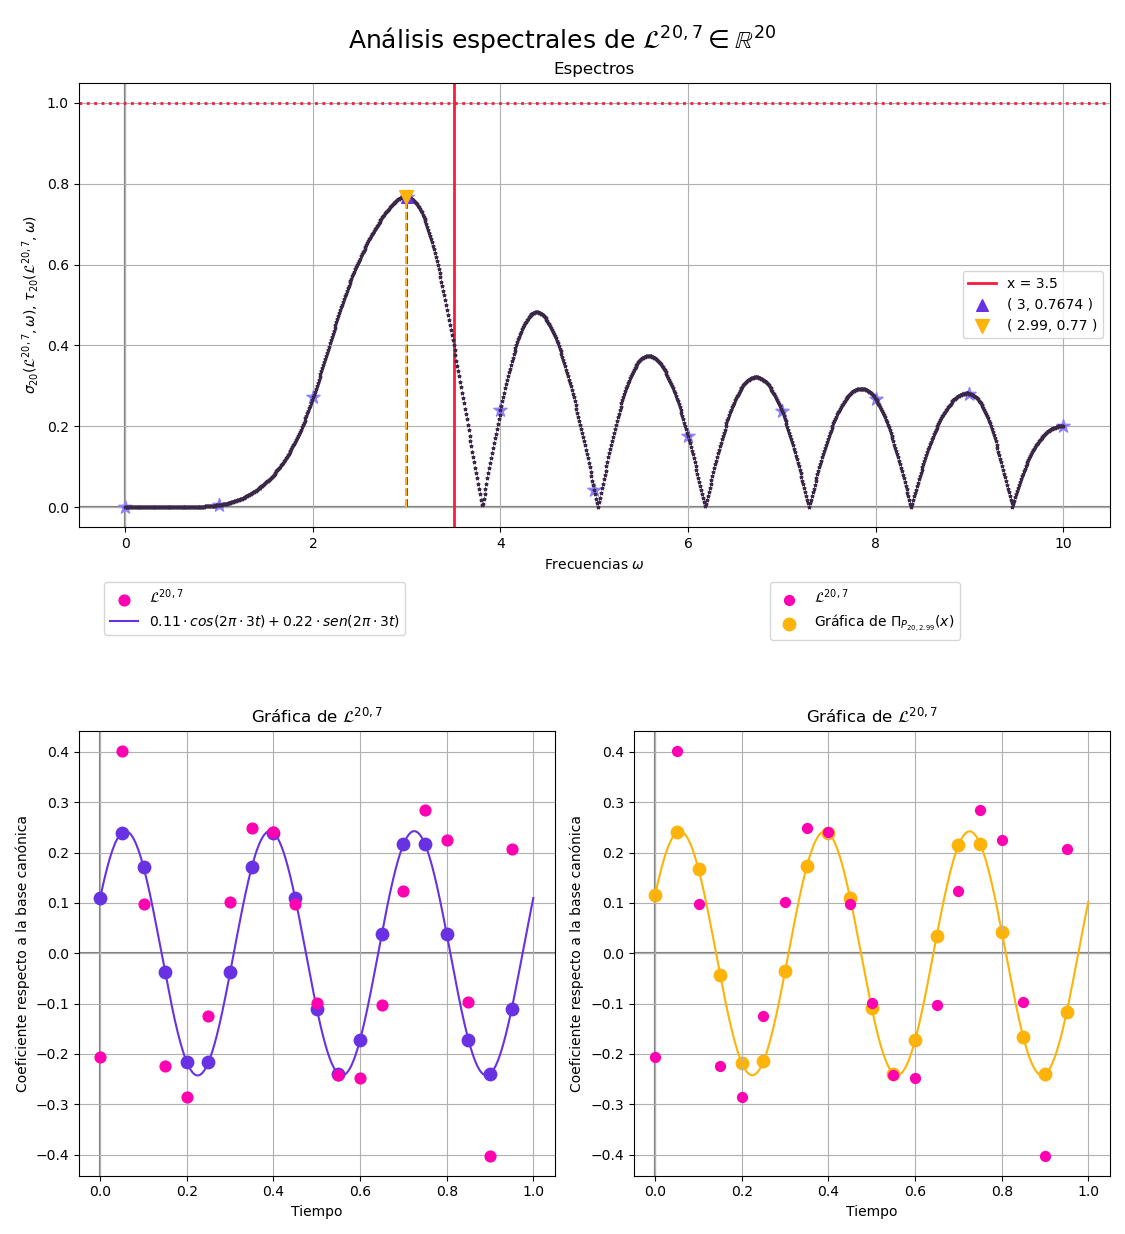 Análisis espectrales de ℒ^{20, 7} ∈ ℝ^{20}
Espectros
σ₂₀(ℒ^{20, 7}, ω), τ₂₀(ℒ^{20, 7}, ω)
1.0
0.8
0.6
0.4
0.2
0.0
x = 3.5
( 3, 0.7674 )
( 2.99, 0.77 )
0 2 4 6 8 10
Frecuencias ω
ℒ^{20, 7}
0.11 · cos(2π · 3t) + 0.22 · sen(2π · 3t)
ℒ^{20, 7}
Gráfica de Π_{P_{20, 2.99}}(x)
Gráfica de ℒ^{20, 7}
Coeficiente respecto a la base canónica
0.4
0.3
0.2
0.1
0.0
−0.1
−0.2
−0.3
−0.4
0.0 0.2 0.4 0.6 0.8 1.0
Tiempo
Gráfica de ℒ^{20, 7}
Coeficiente respecto a la base canónica
0.4
0.3
0.2
0.1
0.0
−0.1
−0.2
−0.3
−0.4
0.0 0.2 0.4 0.6 0.8 1.0
Tiempo